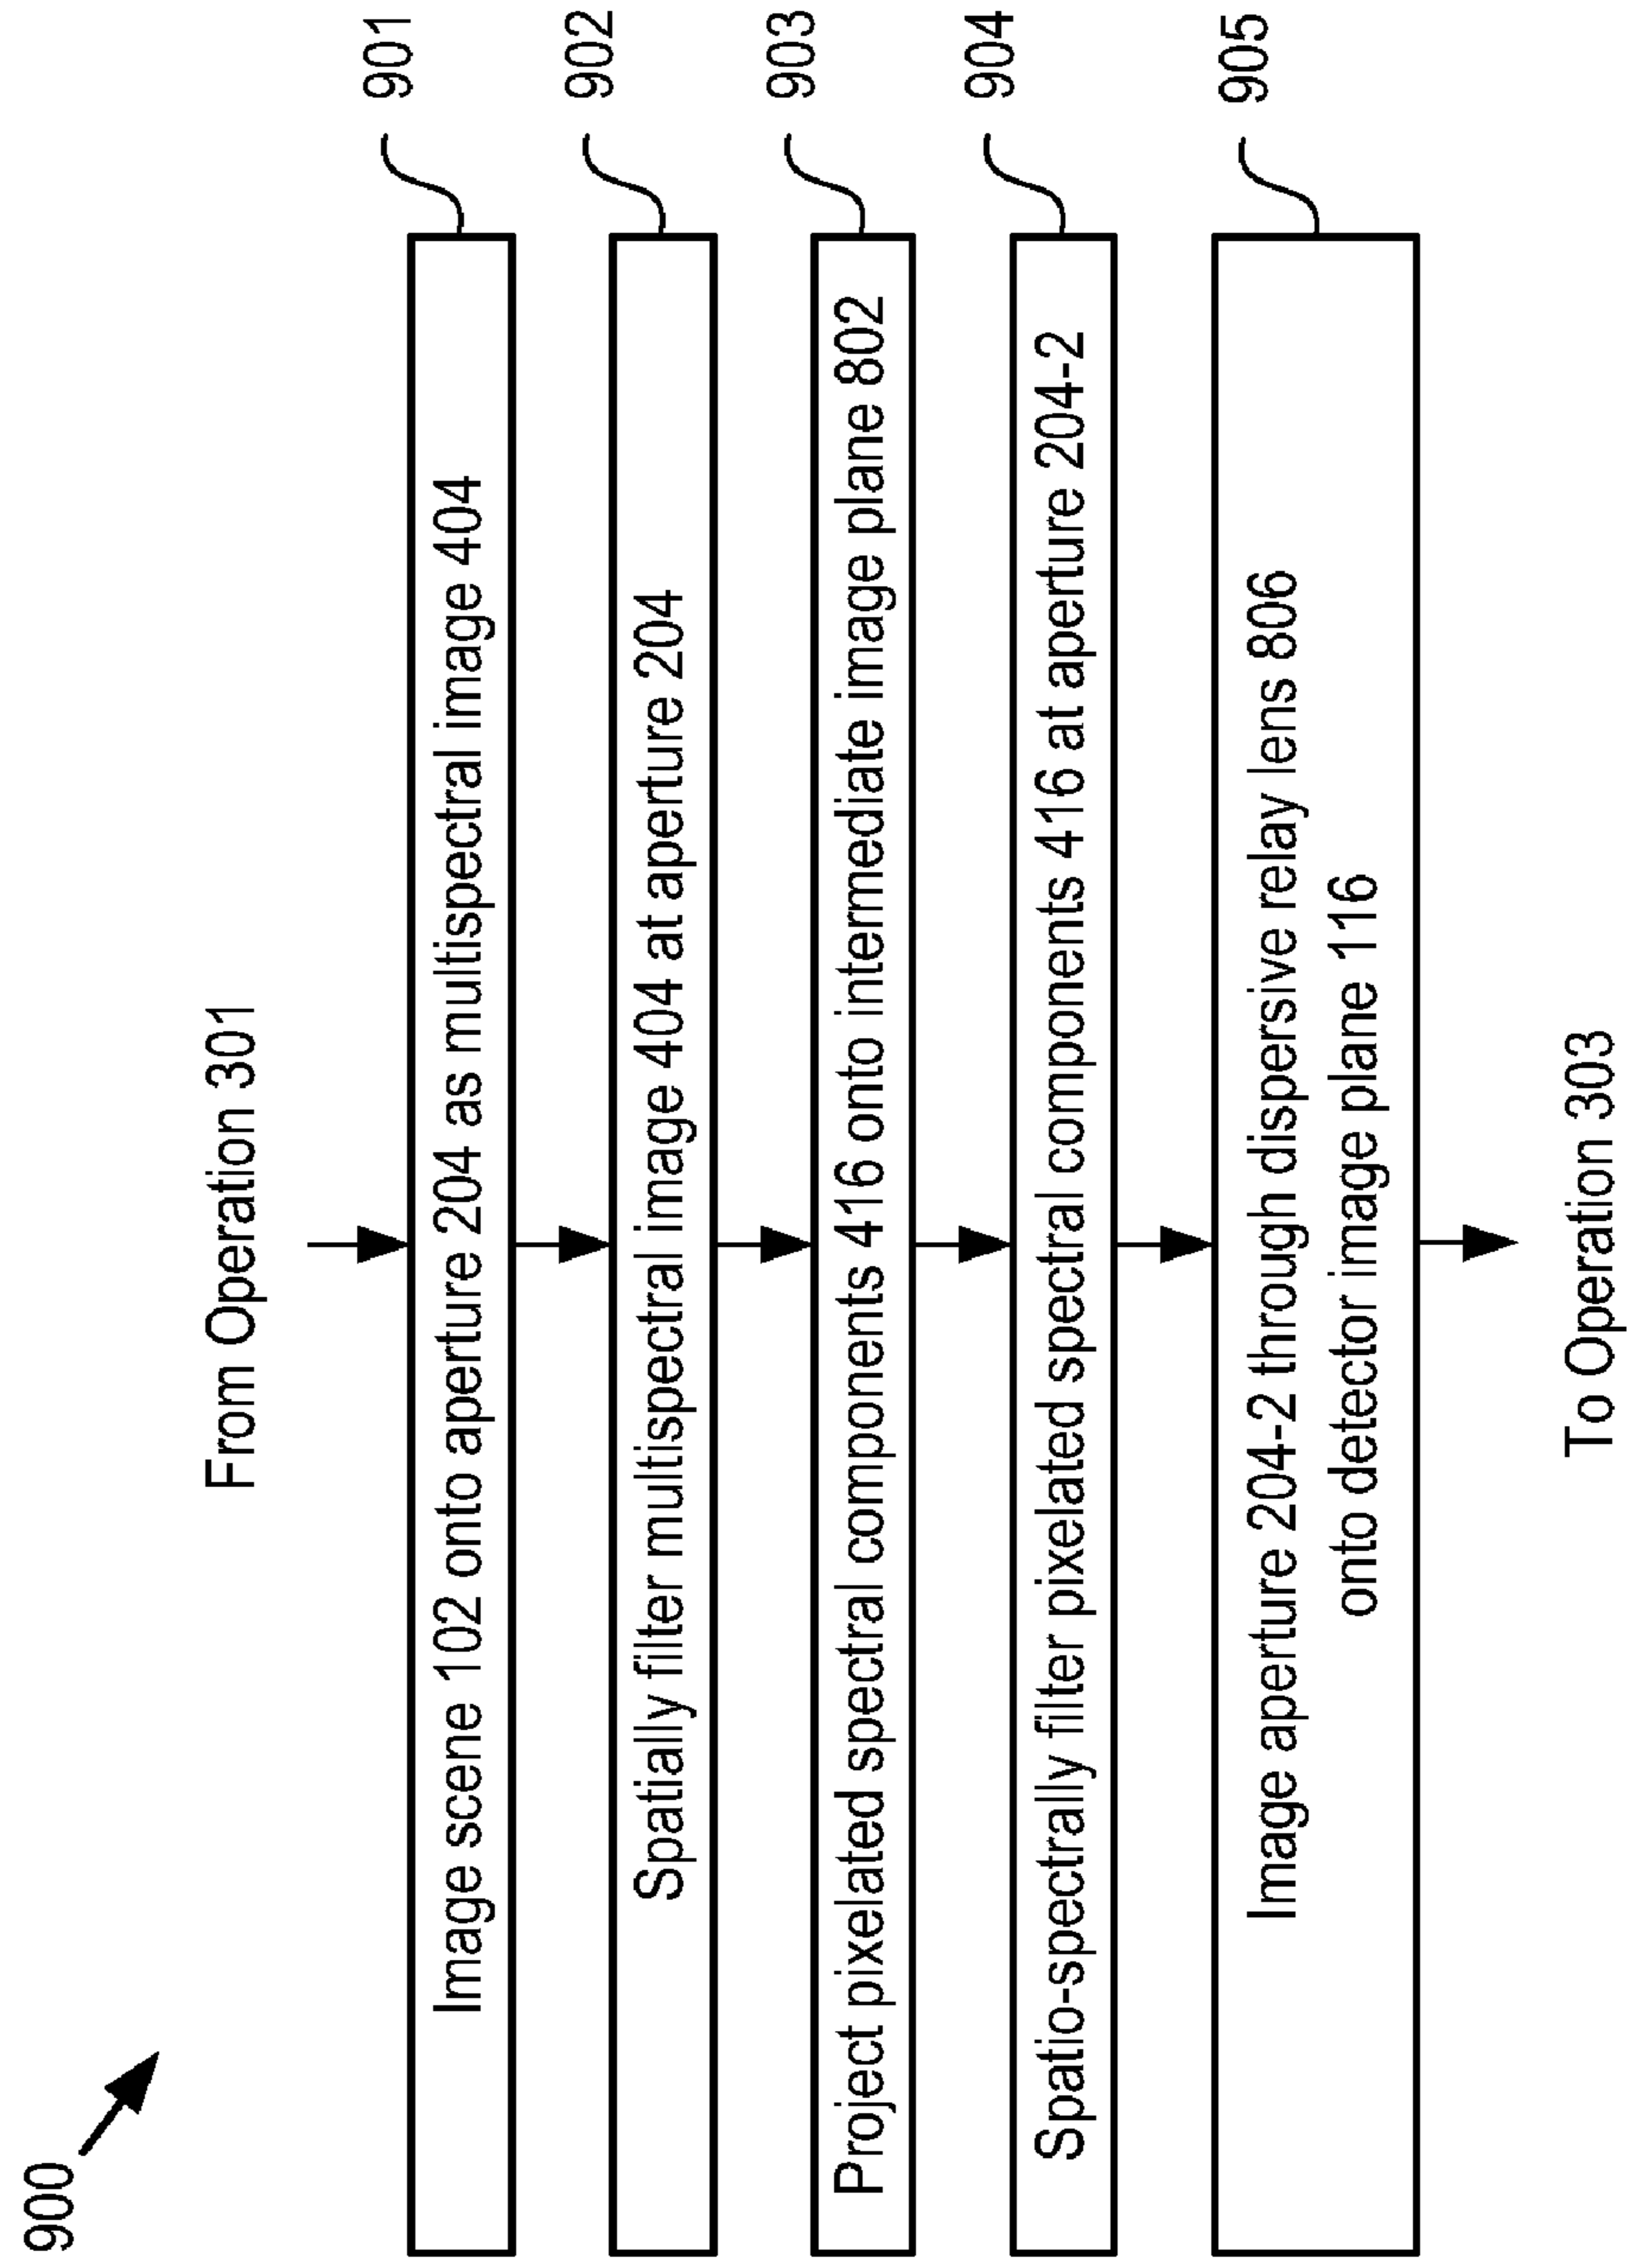 900
From Operation 301
Image scene 102 onto aperture 204 as multispectral image 404
901
Spatially filter multispectral image 404 at aperture 204
902
Project pixelated spectral components 416 onto intermediate image plane 802
903
Spatio-spectrally filter pixelated spectral components 416 at aperture 204-2
904
Image aperture 204-2 through dispersive relay lens 806
onto detector image plane 116
905
To Operation 303